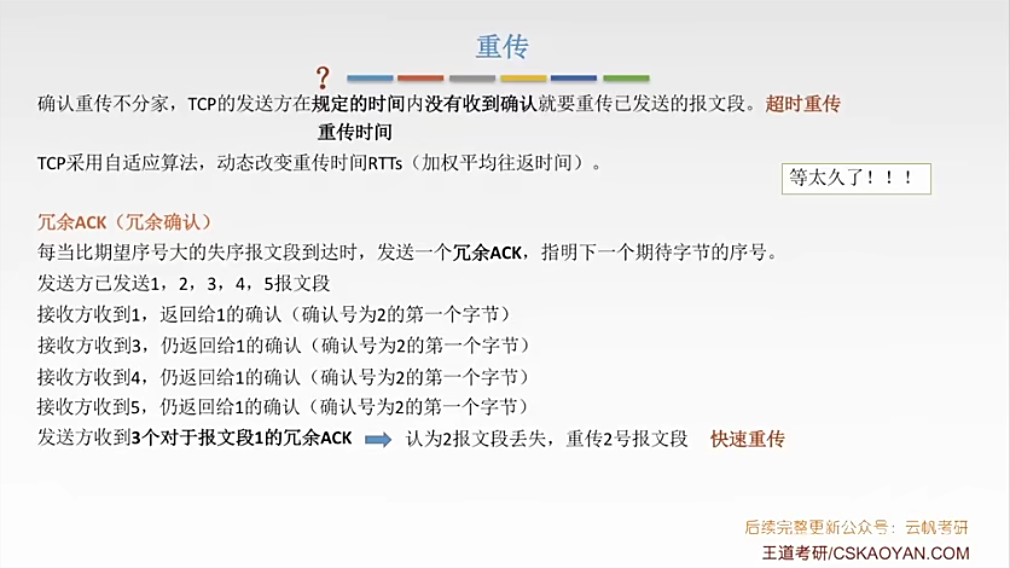 重传
?
确认重传不分家，TCP的发送方在规定的时间内没有收到确认就要重传已发送的报文段。超时重传
重传时间
TCP采用自适应算法，动态改变重传时间RTTs（加权平均往返时间）。
等太久了！！！
冗余ACK（冗余确认）
每当比期望序号大的失序报文段到达时，发送一个冗余ACK，指明下一个期待字节的序号。
发送方已发送1，2，3，4，5报文段
接收方收到1，返回给1的确认（确认号为2的第一个字节）
接收方收到3，仍返回给1的确认（确认号为2的第一个字节）
接收方收到4，仍返回给1的确认（确认号为2的第一个字节）
接收方收到5，仍返回给1的确认（确认号为2的第一个字节）
发送方收到3个对于报文段1的冗余ACK 认为2报文段丢失，重传2号报文段 快速重传
后续完整更新公众号：云帆考研
王道考研/CSKAOYAN.COM